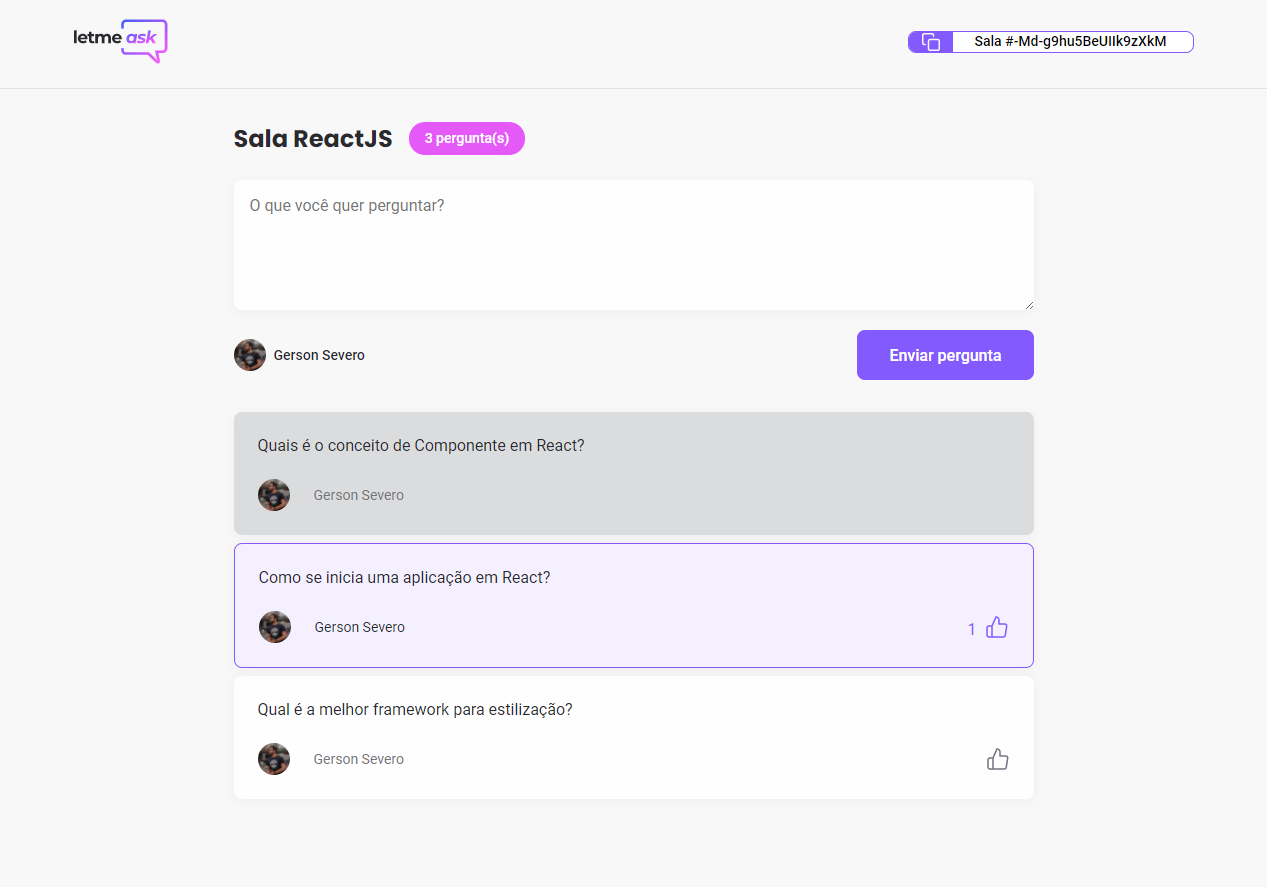 letme ask
Sala #-Md-g9hu5BeUIIk9zXkM
Sala ReactJS 3 pergunta(s)
O que você quer perguntar?
Gerson Severo
Enviar pergunta
Quais é o conceito de Componente em React?
Gerson Severo
Como se inicia uma aplicação em React?
Gerson Severo
1
Qual é a melhor framework para estilização?
Gerson Severo